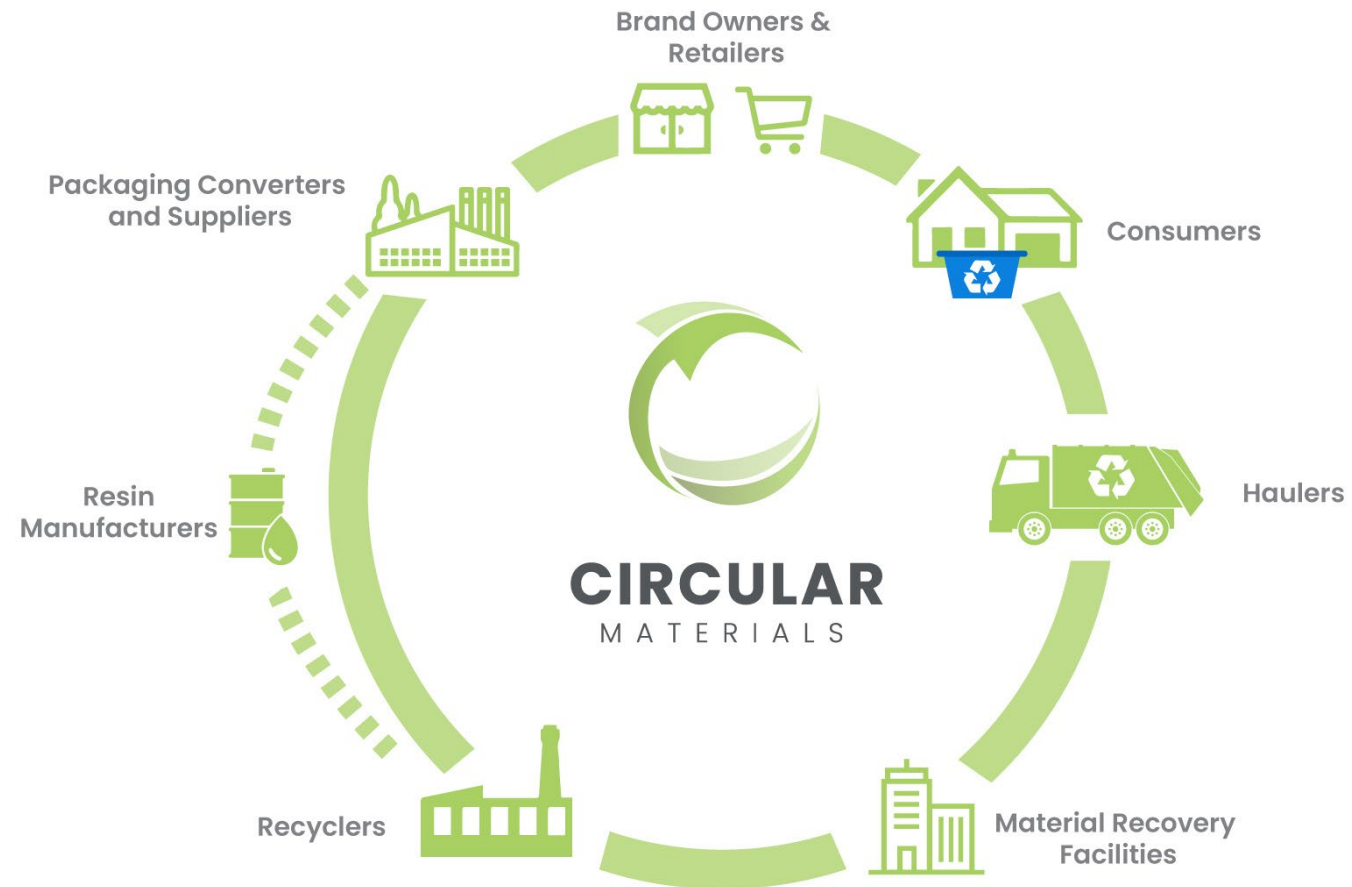 Brand Owners &
Retailers
Packaging Converters
and Suppliers
Consumers
Resin
Manufacturers
Haulers
CIRCULAR
MATERIALS
Recyclers
Material Recovery
Facilities